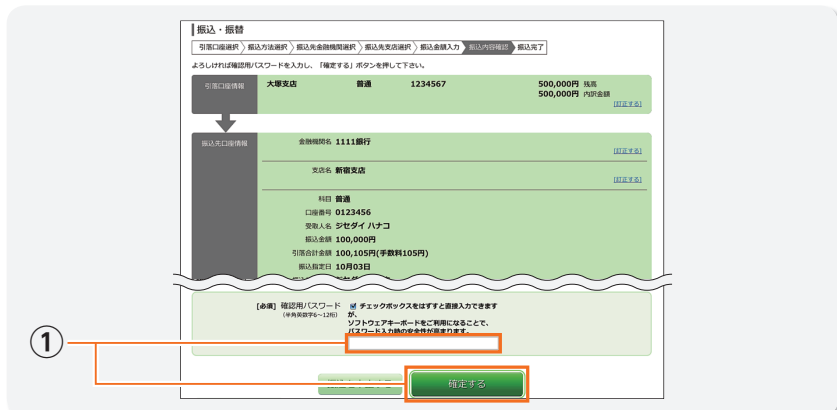 振込・振替
引落口座選択 振込方法選択 振込先金融機関選択 振込先支店選択 振込金額入力 振込内容確認 振込完了
よろしければ確認用パスワードを入力し、「確定する」ボタンを押して下さい。
引落口座情報 大塚支店 普通 1234567 500,000円 残高
500,000円 内訳金額
[訂正する]
振込先口座情報 金融機関名 1111銀行
[訂正する]
支店名 新宿支店
[訂正する]
科目 普通
口座番号 0123456
受取人名 ジセダイ ハナコ
振込金額 100,000円
引落合計金額 100,105円(手数料105円)
振込指定日 10月03日
[必須] 確認用パスワード チェックボックスをはずすと直接入力できます
(半角英数字6〜12桁) が、
ソフトウェアキーボードをご利用になることで、
パスワード入力時の安全性が高まります。
1
確定する